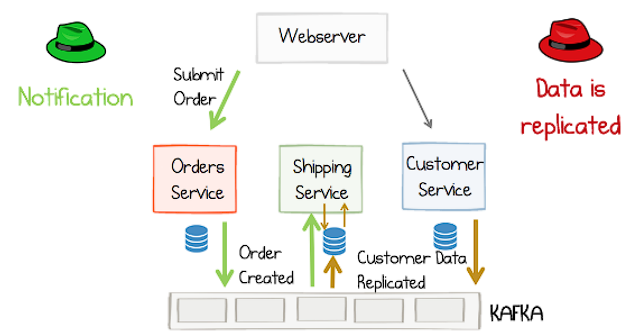 Webserver
Notification
Submit
Order
Data is
replicated
Orders
Service
Shipping
Service
Customer
Service
Order
Created
Customer Data
Replicated
KAFKA